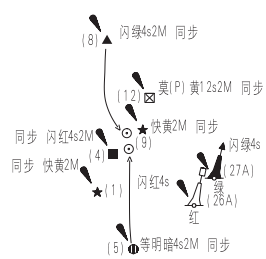 闪绿4s2M 同步
(8)
莫(P) 黄12s2M 同步
(12)
快黄2M 同步
(9)
同步 闪红4s2M
(4)
闪绿4s
同步 快黄2M
(27A)
闪红4s
(1)
绿
(26A)
红
(5)
等明暗4s2M 同步